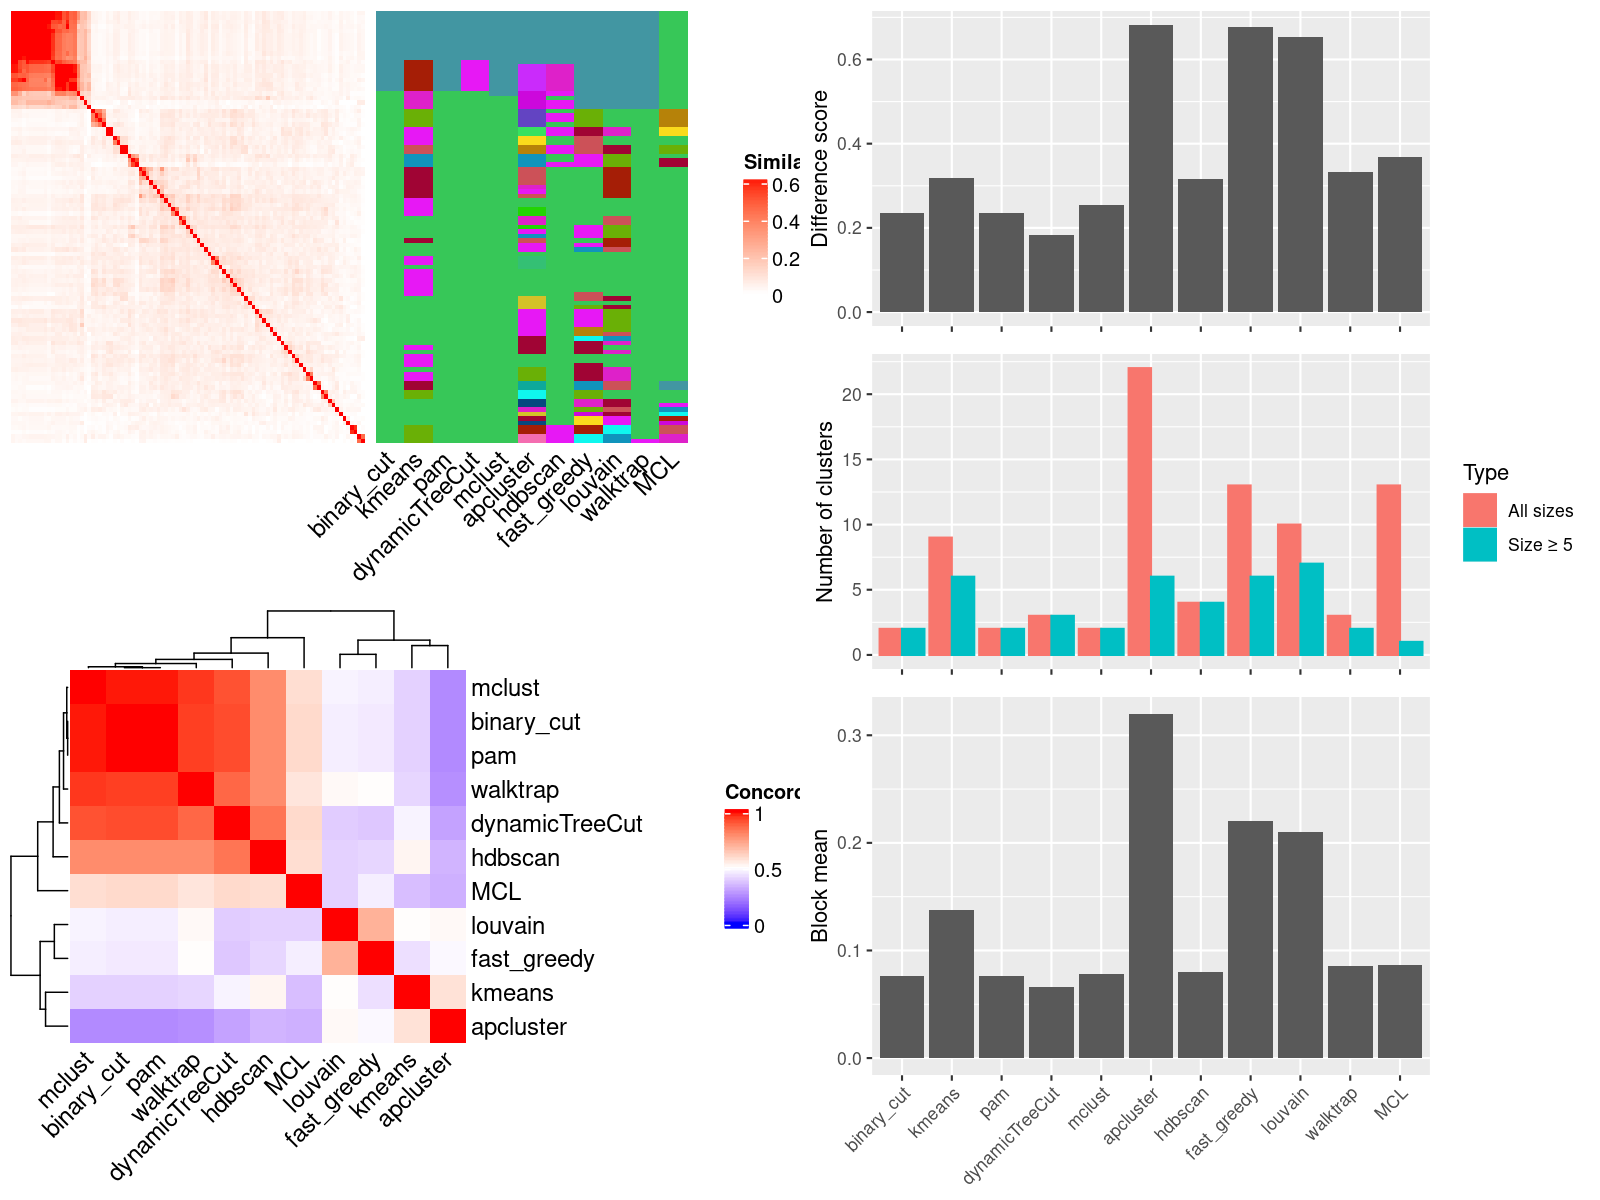 Simila
0.6
0.4
0.2
0
binary_cut
kmeans
pam
dynamicTreeCut
mclust
apcluster
hdbscan
fast_greedy
louvain
walktrap
MCL
mclust
binary_cut
pam
walktrap
dynamicTreeCut
hdbscan
MCL
louvain
fast_greedy
kmeans
apcluster
mclust
binary_cut
pam
walktrap
dynamicTreeCut
hdbscan
MCL
louvain
fast_greedy
kmeans
apcluster
Concord
1
0.5
0
Difference score
0.6
0.4
0.2
0.0
Number of clusters
20
15
10
5
0
Type
All sizes
Size ≥ 5
Block mean
0.3
0.2
0.1
0.0
binary_cut
kmeans
pam
dynamicTreeCut
mclust
apcluster
hdbscan
fast_greedy
louvain
walktrap
MCL